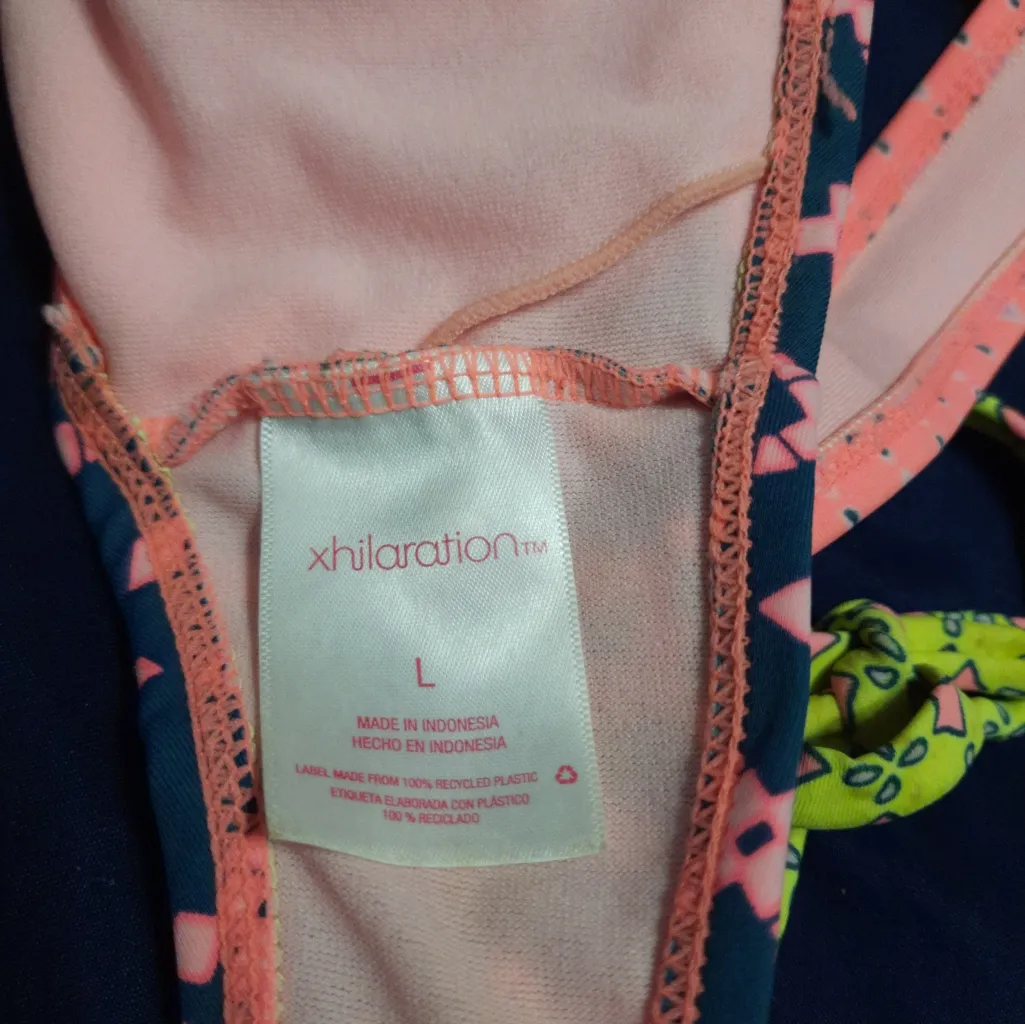 xhilaration™
L
MADE IN INDONESIA
HECHO EN INDONESIA
LABEL MADE FROM 100% RECYCLED PLASTIC
ETIQUETA ELABORADA CON PLÁSTICO
100 % RECICLADO